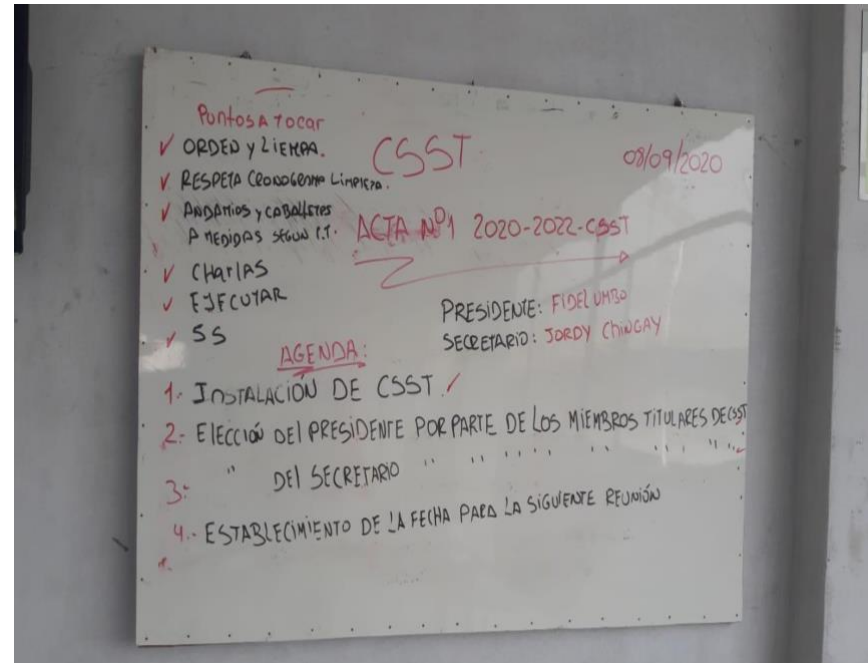 Puntos A Tocar
✓ ORDEN y LIEMPA.
✓ RESPETA CRONOGRAMA LIMPIEZA.
✓ ANDAMIOS y CABALLETES
A MEDIDAS SEGUN P.T.
✓ CHARLAS
✓ EJECUTAR
✓ SS
CSST
08/09/2020
ACTA Nº1 2020-2022-CSST
PRESIDENTE: FIDEL UMBO
SECRETARIO: JORDY CHINGAY
AGENDA:
1.- INSTALACIÓN DE CSST ✓
2.- ELECCIÓN DEL PRESIDENTE POR PARTE DE LOS MIEMBROS TITULARES DE CSST
3.- " DEL SECRETARIO " " " " " " "
4.- ESTABLECIMIENTO DE LA FECHA PARA LA SIGUIENTE REUNIÓN